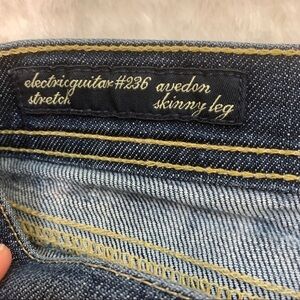 electricguitar #236 avedon
stretch skinny leg